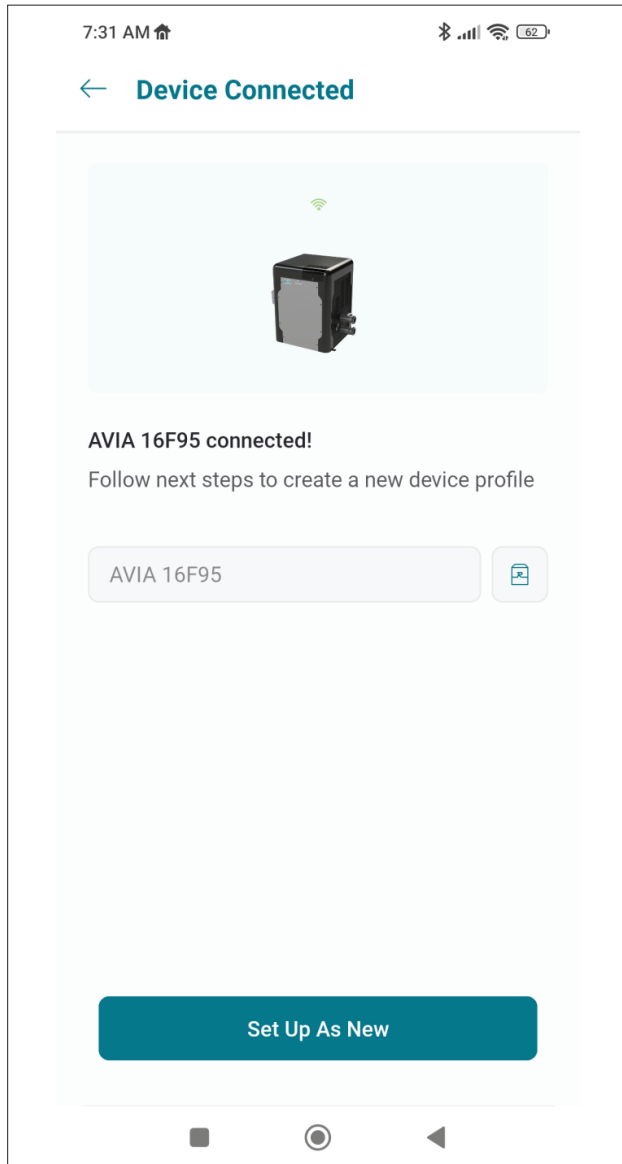 7:31 AM
62
Device Connected
AVIA 16F95 connected!
Follow next steps to create a new device profile
AVIA 16F95
Set Up As New